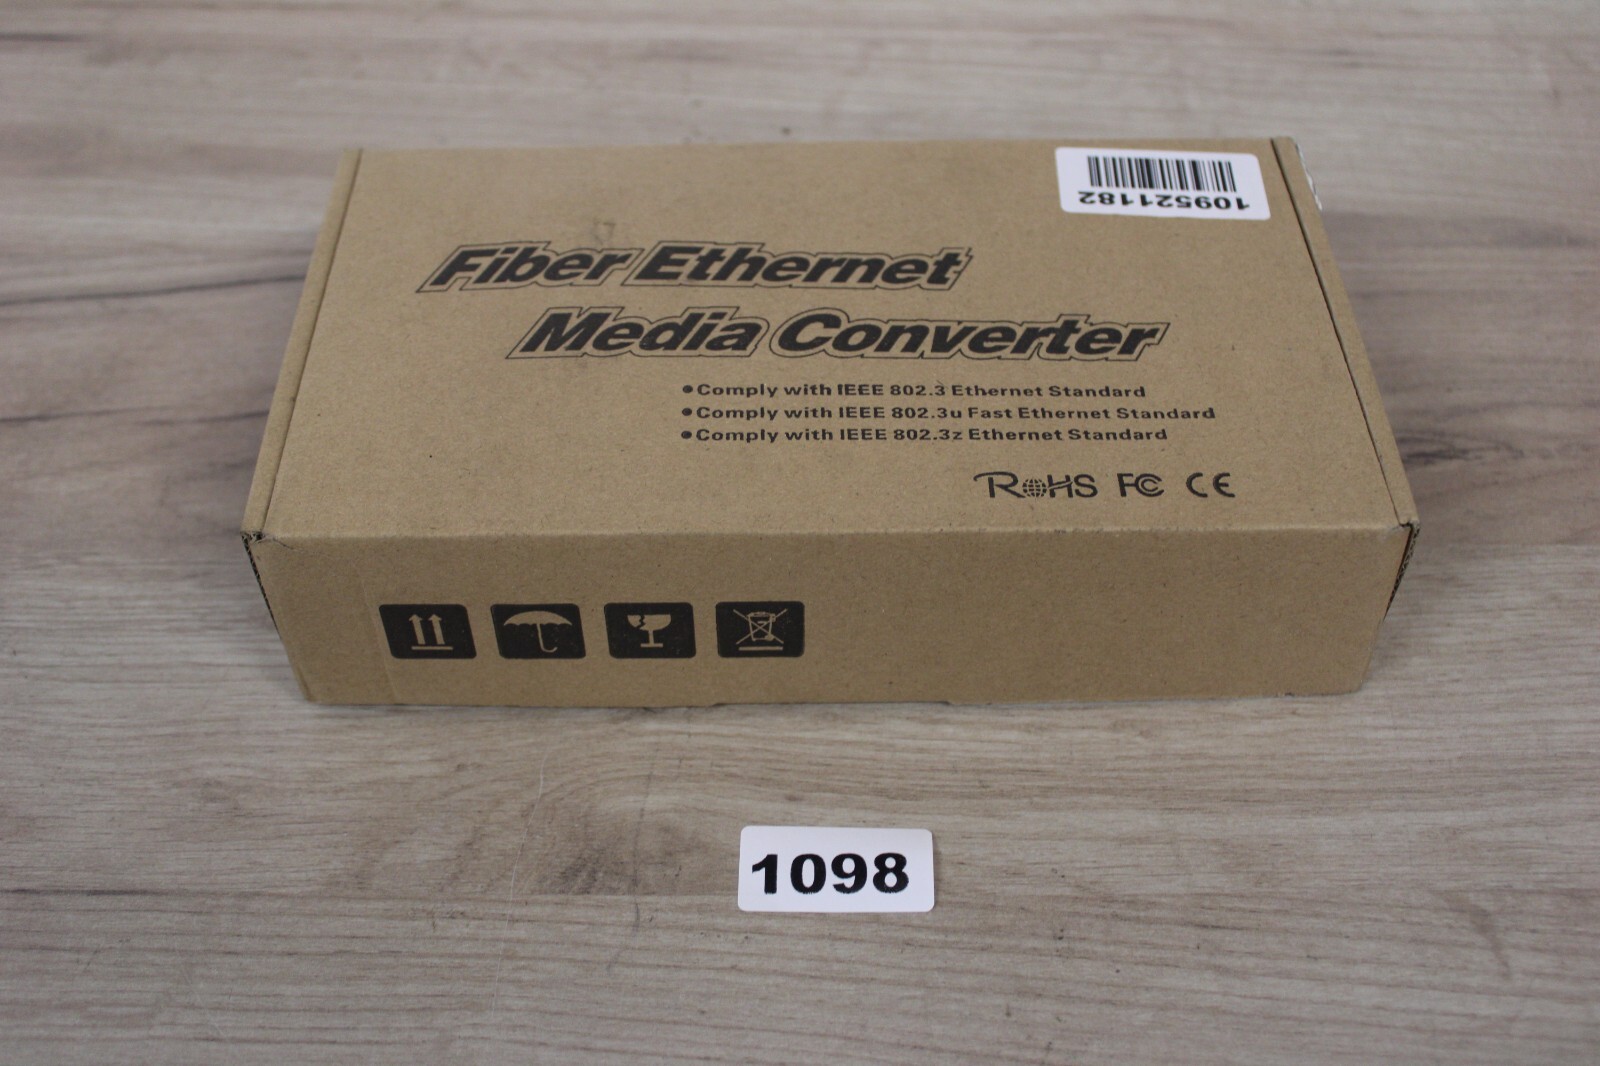 109521182
Fiber Ethernet
Media Converter
●Comply with IEEE 802.3 Ethernet Standard
●Comply with IEEE 802.3u Fast Ethernet Standard
●Comply with IEEE 802.3z Ethernet Standard
RoHS FC CE
1098